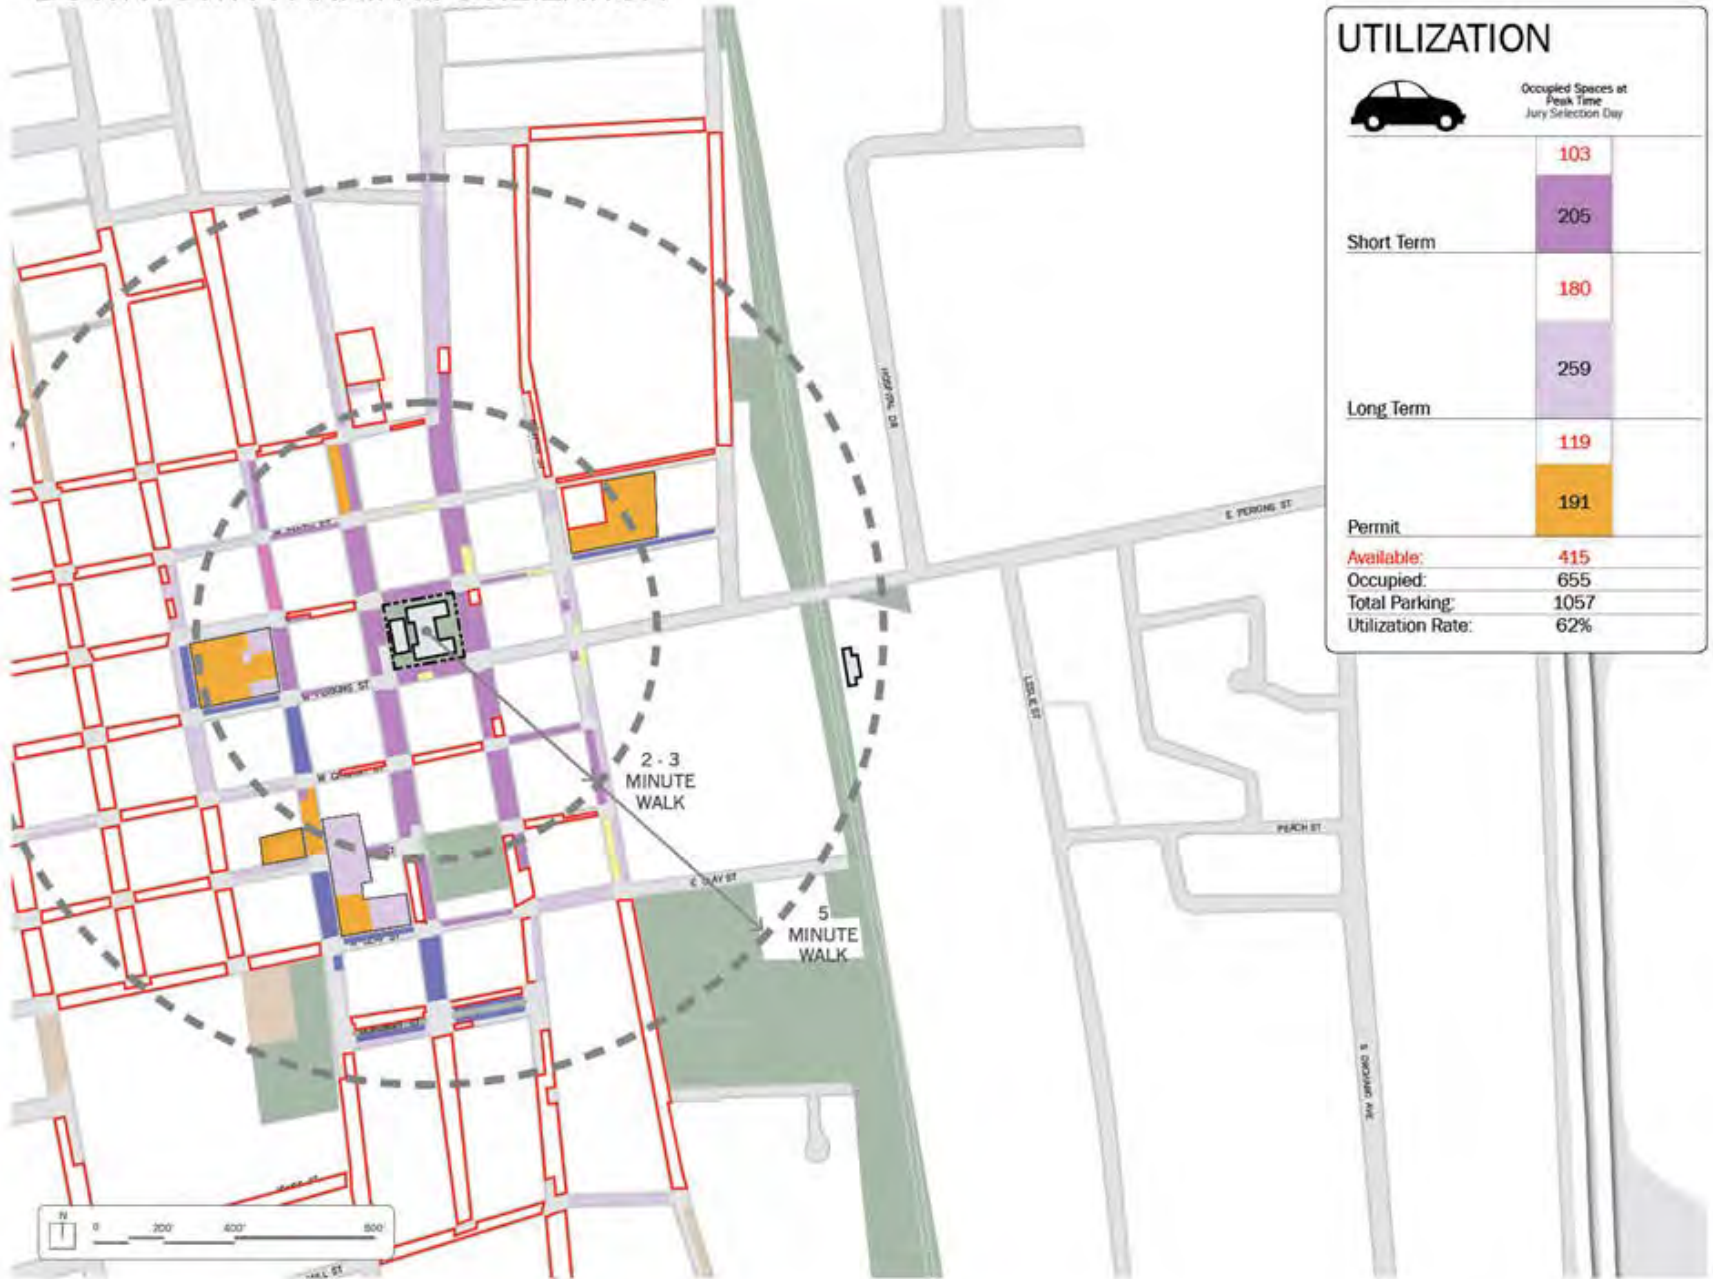 UTILIZATION
Occupied Spaces at
Peak Time
Jury Selection Day
103
205
Short Term
180
259
Long Term
119
191
Permit
Available: 415
Occupied: 655
Total Parking: 1057
Utilization Rate: 62%
HOSPITAL DR
E PERKINS ST
W PERKINS ST
LESLIE ST
2 - 3
MINUTE
WALK
PEACH ST
E CLAY ST
5
MINUTE
WALK
S ORCHARD AVE
N
0 200' 400' 800'